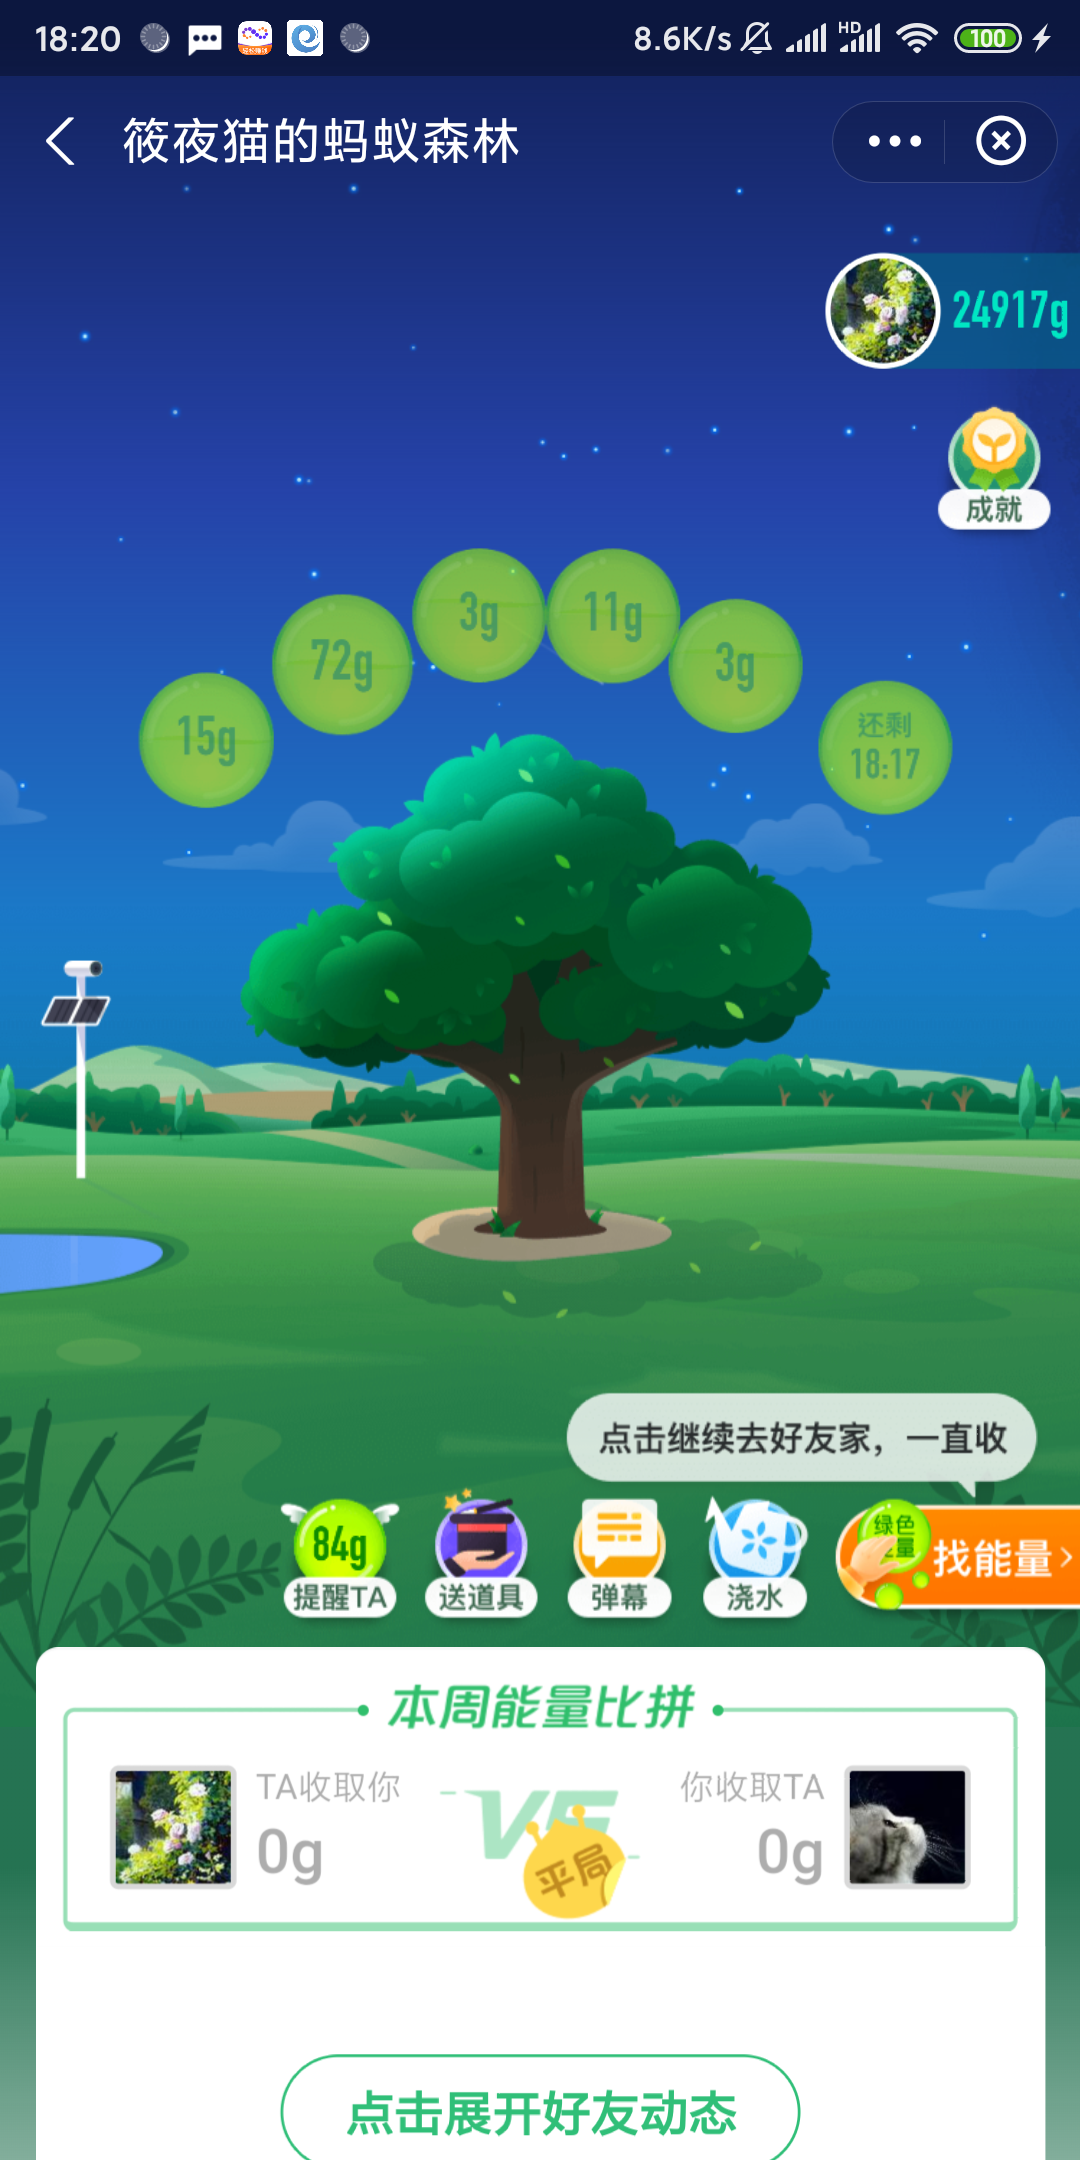 18:20
8.6K/s
HD
100
筱夜猫的蚂蚁森林
24917g
成就
3g
11g
72g
3g
15g
还剩
18:17
点击继续去好友家，一直收
84g
提醒TA
送道具
弹幕
浇水
绿色
能量
找能量
本周能量比拼
TA收取你
0g
VS
平局
你收取TA
0g
点击展开好友动态